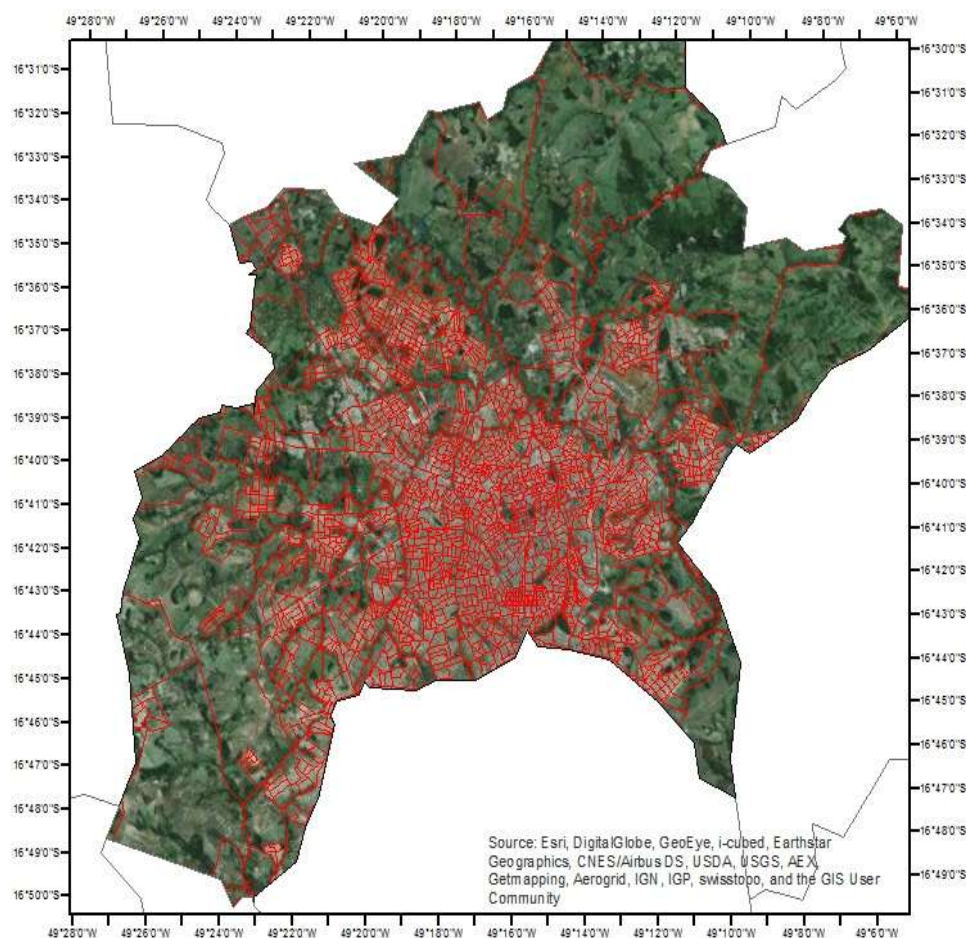 49°28'0"W 49°26'0"W 49°24'0"W 49°22'0"W 49°20'0"W 49°18'0"W 49°16'0"W 49°14'0"W 49°12'0"W 49°10'0"W 49°8'0"W 49°6'0"W
16°31'0"S
16°32'0"S
16°33'0"S
16°34'0"S
16°35'0"S
16°36'0"S
16°37'0"S
16°38'0"S
16°39'0"S
16°40'0"S
16°41'0"S
16°42'0"S
16°43'0"S
16°44'0"S
16°45'0"S
16°46'0"S
16°47'0"S
16°48'0"S
16°49'0"S
16°50'0"S
16°30'0"S
16°31'0"S
16°32'0"S
16°33'0"S
16°34'0"S
16°35'0"S
16°36'0"S
16°37'0"S
16°38'0"S
16°39'0"S
16°40'0"S
16°41'0"S
16°42'0"S
16°43'0"S
16°44'0"S
16°45'0"S
16°46'0"S
16°47'0"S
16°48'0"S
16°49'0"S
Source: Esri, DigitalGlobe, GeoEye, i-cubed, Earthstar
Geographics, CNES/Airbus DS, USDA, USGS, AEX,
Getmapping, Aerogrid, IGN, IGP, swisstopo, and the GIS User
Community
49°28'0"W 49°26'0"W 49°24'0"W 49°22'0"W 49°20'0"W 49°18'0"W 49°16'0"W 49°14'0"W 49°12'0"W 49°10'0"W 49°8'0"W 49°6'0"W